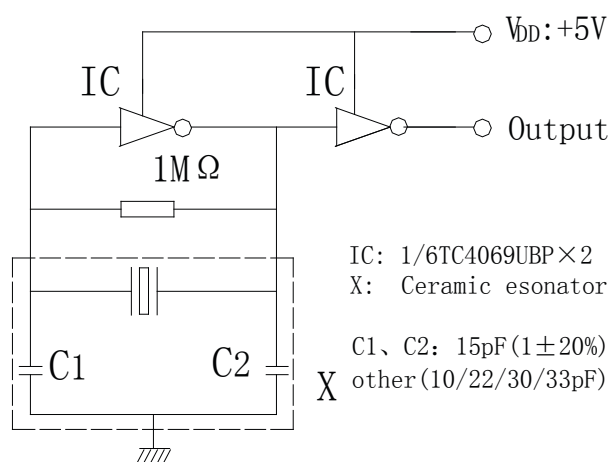 VDD:+5V
IC
IC
Output
1MΩ
IC: 1/6TC4069UBP×2
X: Ceramic esonator
C1
C2
X
C1、C2: 15pF(1±20%)
other(10/22/30/33pF)